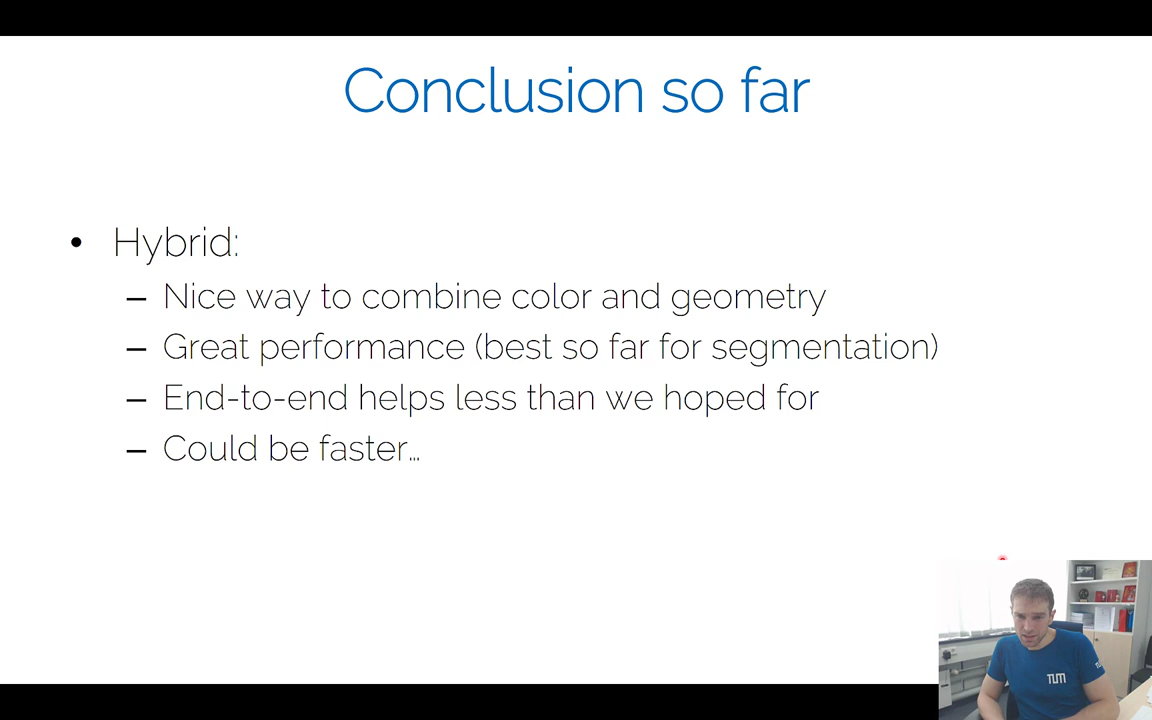 Conclusion so far
• Hybrid:
– Nice way to combine color and geometry
– Great performance (best so far for segmentation)
– End-to-end helps less than we hoped for
– Could be faster…
TUM